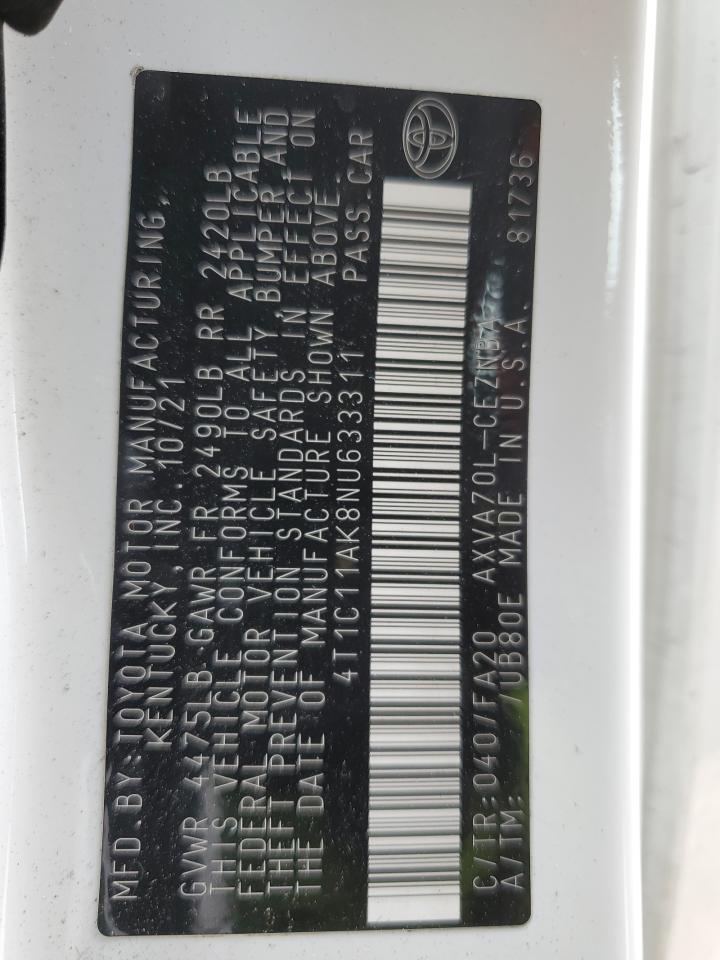 MFD.BY:TOYOTA MOTOR MANUFACTURING,
KENTUCKY, INC. 10/21
GVWR 4475LB GAWR FR 2490LB RR 2420LB
THIS VEHICLE CONFORMS TO ALL APPLICABLE
FEDERAL MOTOR VEHICLE SAFETY, BUMPER AND
THEFT PREVENTION STANDARDS IN EFFECT ON
THE DATE OF MANUFACTURE SHOWN ABOVE.
4T1C11AK8NU633311 PASS.CAR
C/TR:040/FA20 AXVA70L-CEZNBA
A/TM: /UB80E MADE IN U.S.A. 81736